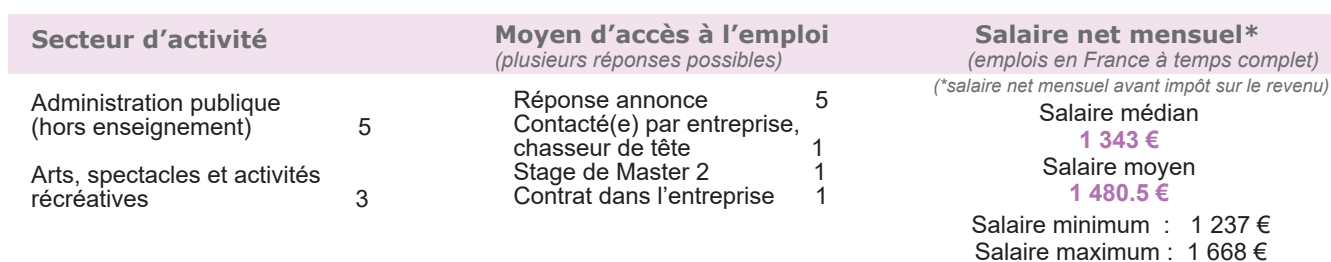 Secteur d’activité
Administration publique
(hors enseignement) 5
Arts, spectacles et activités
récréatives 3
Moyen d’accès à l’emploi
(plusieurs réponses possibles)
Réponse annonce 5
Contacté(e) par entreprise,
chasseur de tête 1
Stage de Master 2 1
Contrat dans l’entreprise 1
Salaire net mensuel*
(emplois en France à temps complet)
(*salaire net mensuel avant impôt sur le revenu)
Salaire médian
1 343 €
Salaire moyen
1 480.5 €
Salaire minimum : 1 237 €
Salaire maximum : 1 668 €